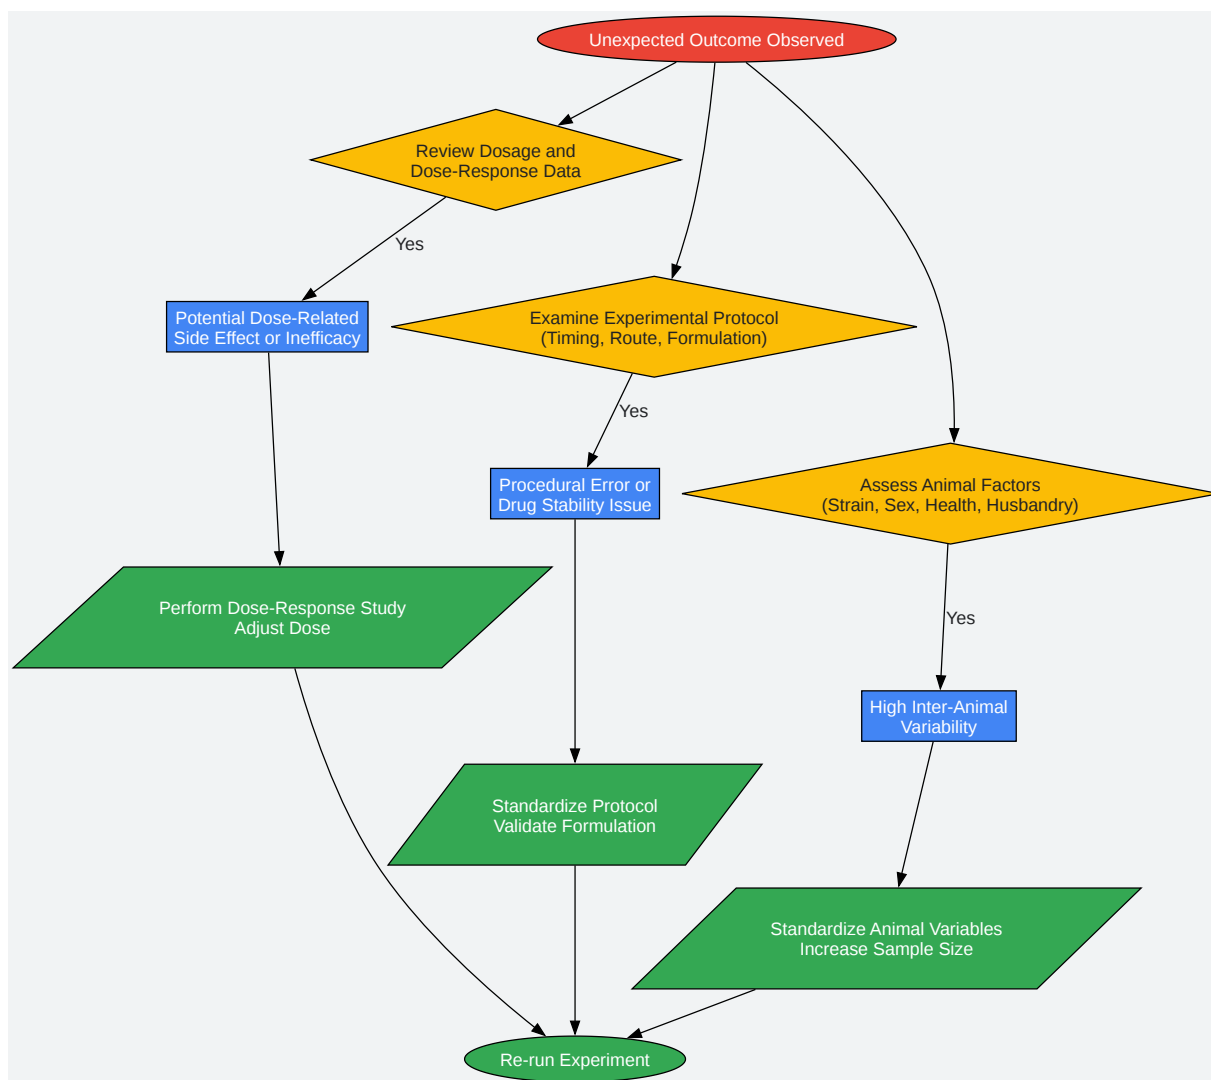 Unexpected Outcome Observed
Review Dosage and
Dose-Response Data
Yes
Potential Dose-Related
Side Effect or Inefficacy
Examine Experimental Protocol
(Timing, Route, Formulation)
Yes
Procedural Error or
Drug Stability Issue
Assess Animal Factors
(Strain, Sex, Health, Husbandry)
Perform Dose-Response Study
Adjust Dose
Yes
High Inter-Animal
Variability
Standardize Protocol
Validate Formulation
Standardize Animal Variables
Increase Sample Size
Re-run Experiment